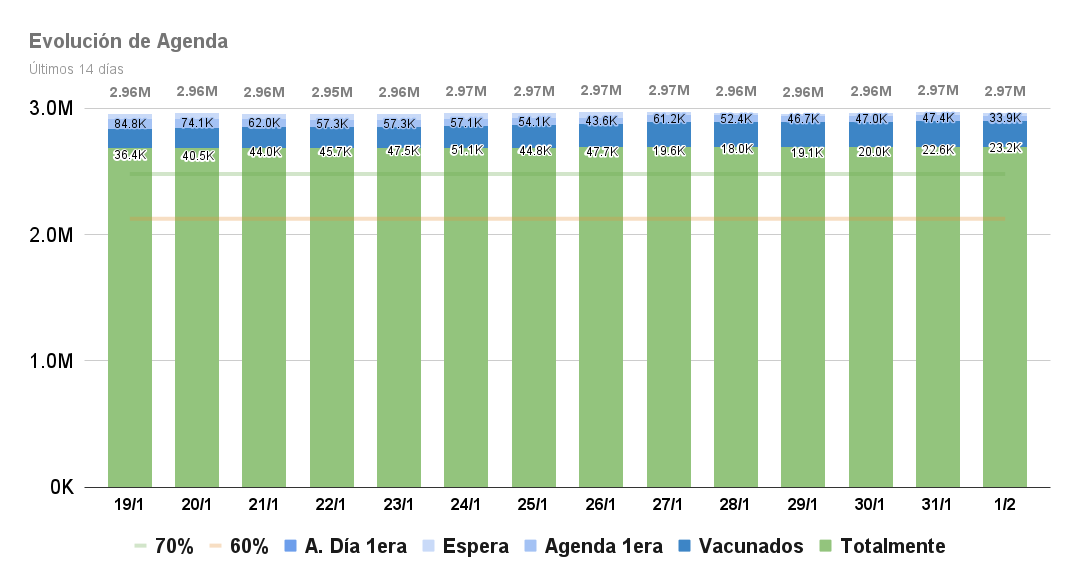 Evolución de Agenda
Últimos 14 días
2.96M 2.96M 2.96M 2.95M 2.96M 2.97M 2.97M 2.97M 2.97M 2.96M 2.96M 2.96M 2.97M 2.97M
3.0M
84.8K 74.1K 62.0K 57.3K 57.3K 57.1K 54.1K 43.6K 61.2K 52.4K 46.7K 47.0K 47.4K 33.9K
36.4K 40.5K 44.0K 45.7K 47.5K 51.1K 44.8K 47.7K 19.6K 18.0K 19.1K 20.0K 22.6K 23.2K
2.0M
1.0M
0K
19/1 20/1 21/1 22/1 23/1 24/1 25/1 26/1 27/1 28/1 29/1 30/1 31/1 1/2
70% 60% A. Día 1era Espera Agenda 1era Vacunados Totalmente